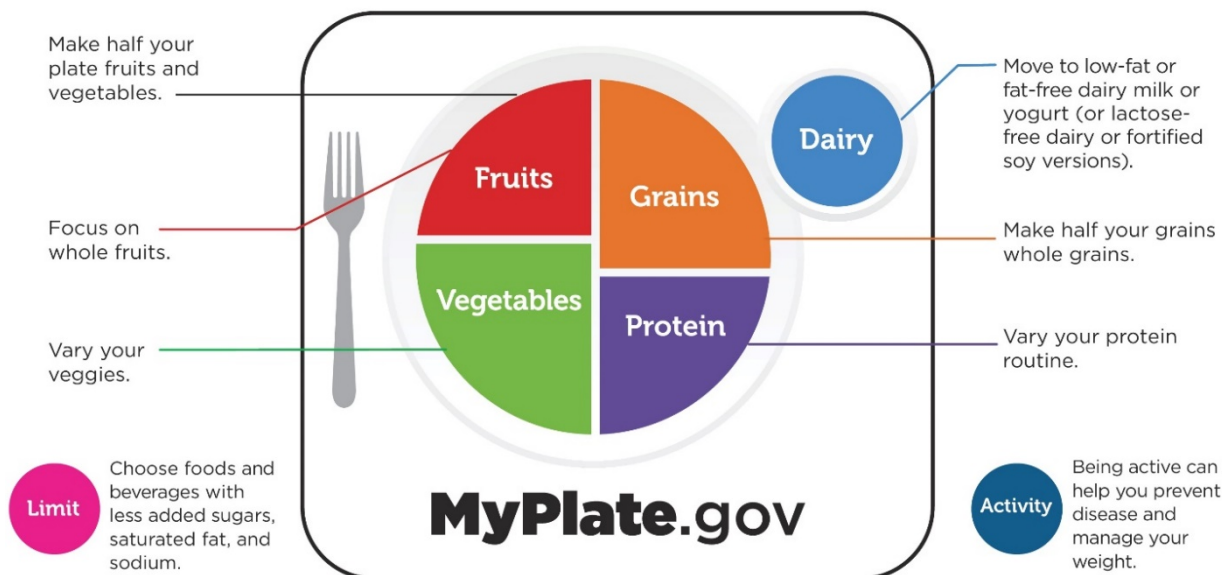 Make half your
plate fruits and
vegetables.
Focus on
whole fruits.
Vary your
veggies.
Fruits
Grains
Vegetables
Protein
Dairy
Move to low-fat or
fat-free dairy milk or
yogurt (or lactose-
free dairy or fortified
soy versions).
Make half your grains
whole grains.
Vary your protein
routine.
Limit
Choose foods and
beverages with
less added sugars,
saturated fat, and
sodium.
MyPlate.gov
Activity
Being active can
help you prevent
disease and
manage your
weight.